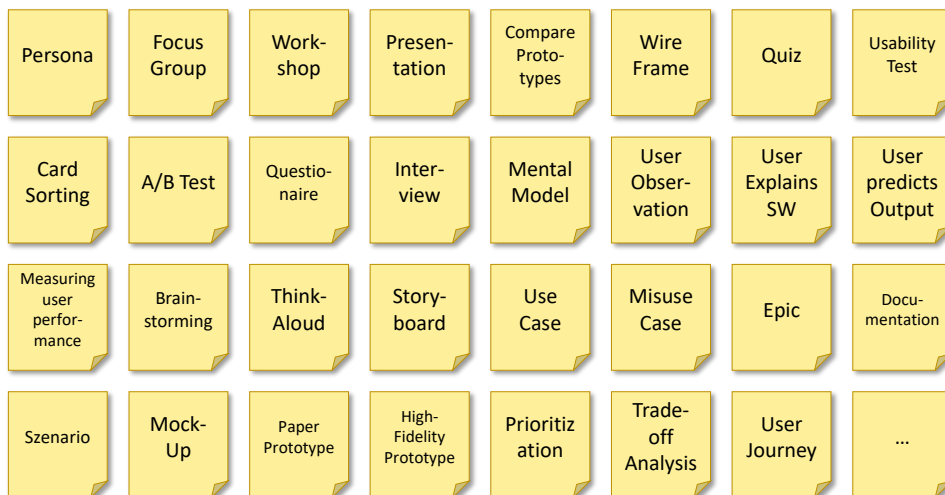 Persona
Focus
Group
Work-
shop
Presen-
tation
Compare
Proto-
types
Wire
Frame
Quiz
Usability
Test
Card
Sorting
A/B Test
Questio-
naire
Inter-
view
Mental
Model
User
Obser-
vation
User
Explains
SW
User
predicts
Output
Measuring
user
perfor-
mance
Brain-
storming
Think-
Aloud
Story-
board
Use
Case
Misuse
Case
Epic
Docu-
mentation
Szenario
Mock-
Up
Paper
Prototype
High-
Fidelity
Prototype
Prioritiz
ation
Trade-
off
Analysis
User
Journey
...